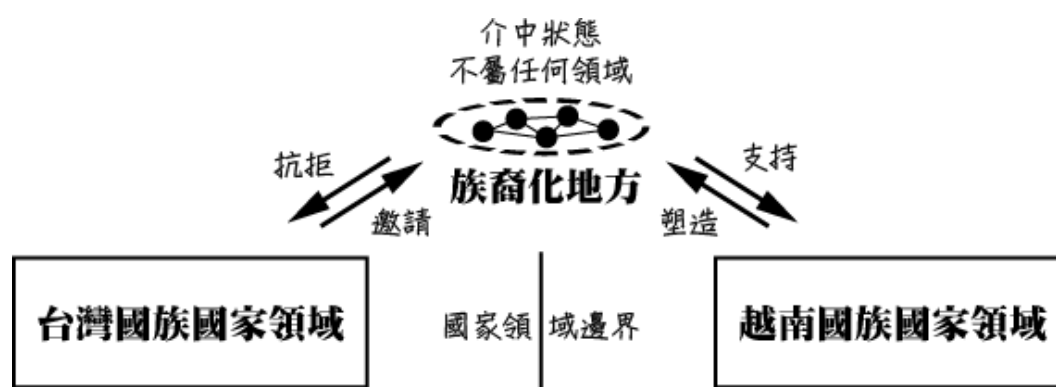 介中狀態
不屬任何領域
抗拒
支持
族裔化地方
邀請
塑造
台灣國族國家領域
國家領域邊界
越南國族國家領域